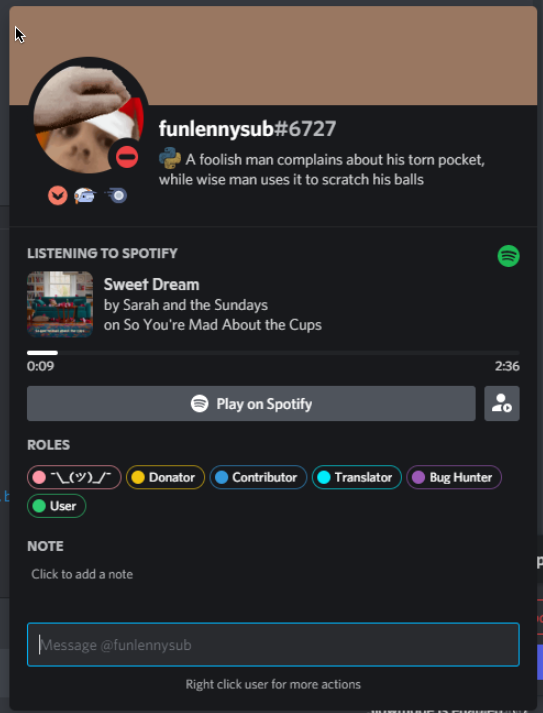 funlennysub#6727
A foolish man complains about his torn pocket,
while wise man uses it to scratch his balls
LISTENING TO SPOTIFY
Sweet Dream
by Sarah and the Sundays
on So You're Mad About the Cups
0:09 2:36
Play on Spotify
ROLES
¯\_(ツ)_/¯ Donator Contributor Translator Bug Hunter
User
NOTE
Click to add a note
Message @funlennysub
Right click user for more actions